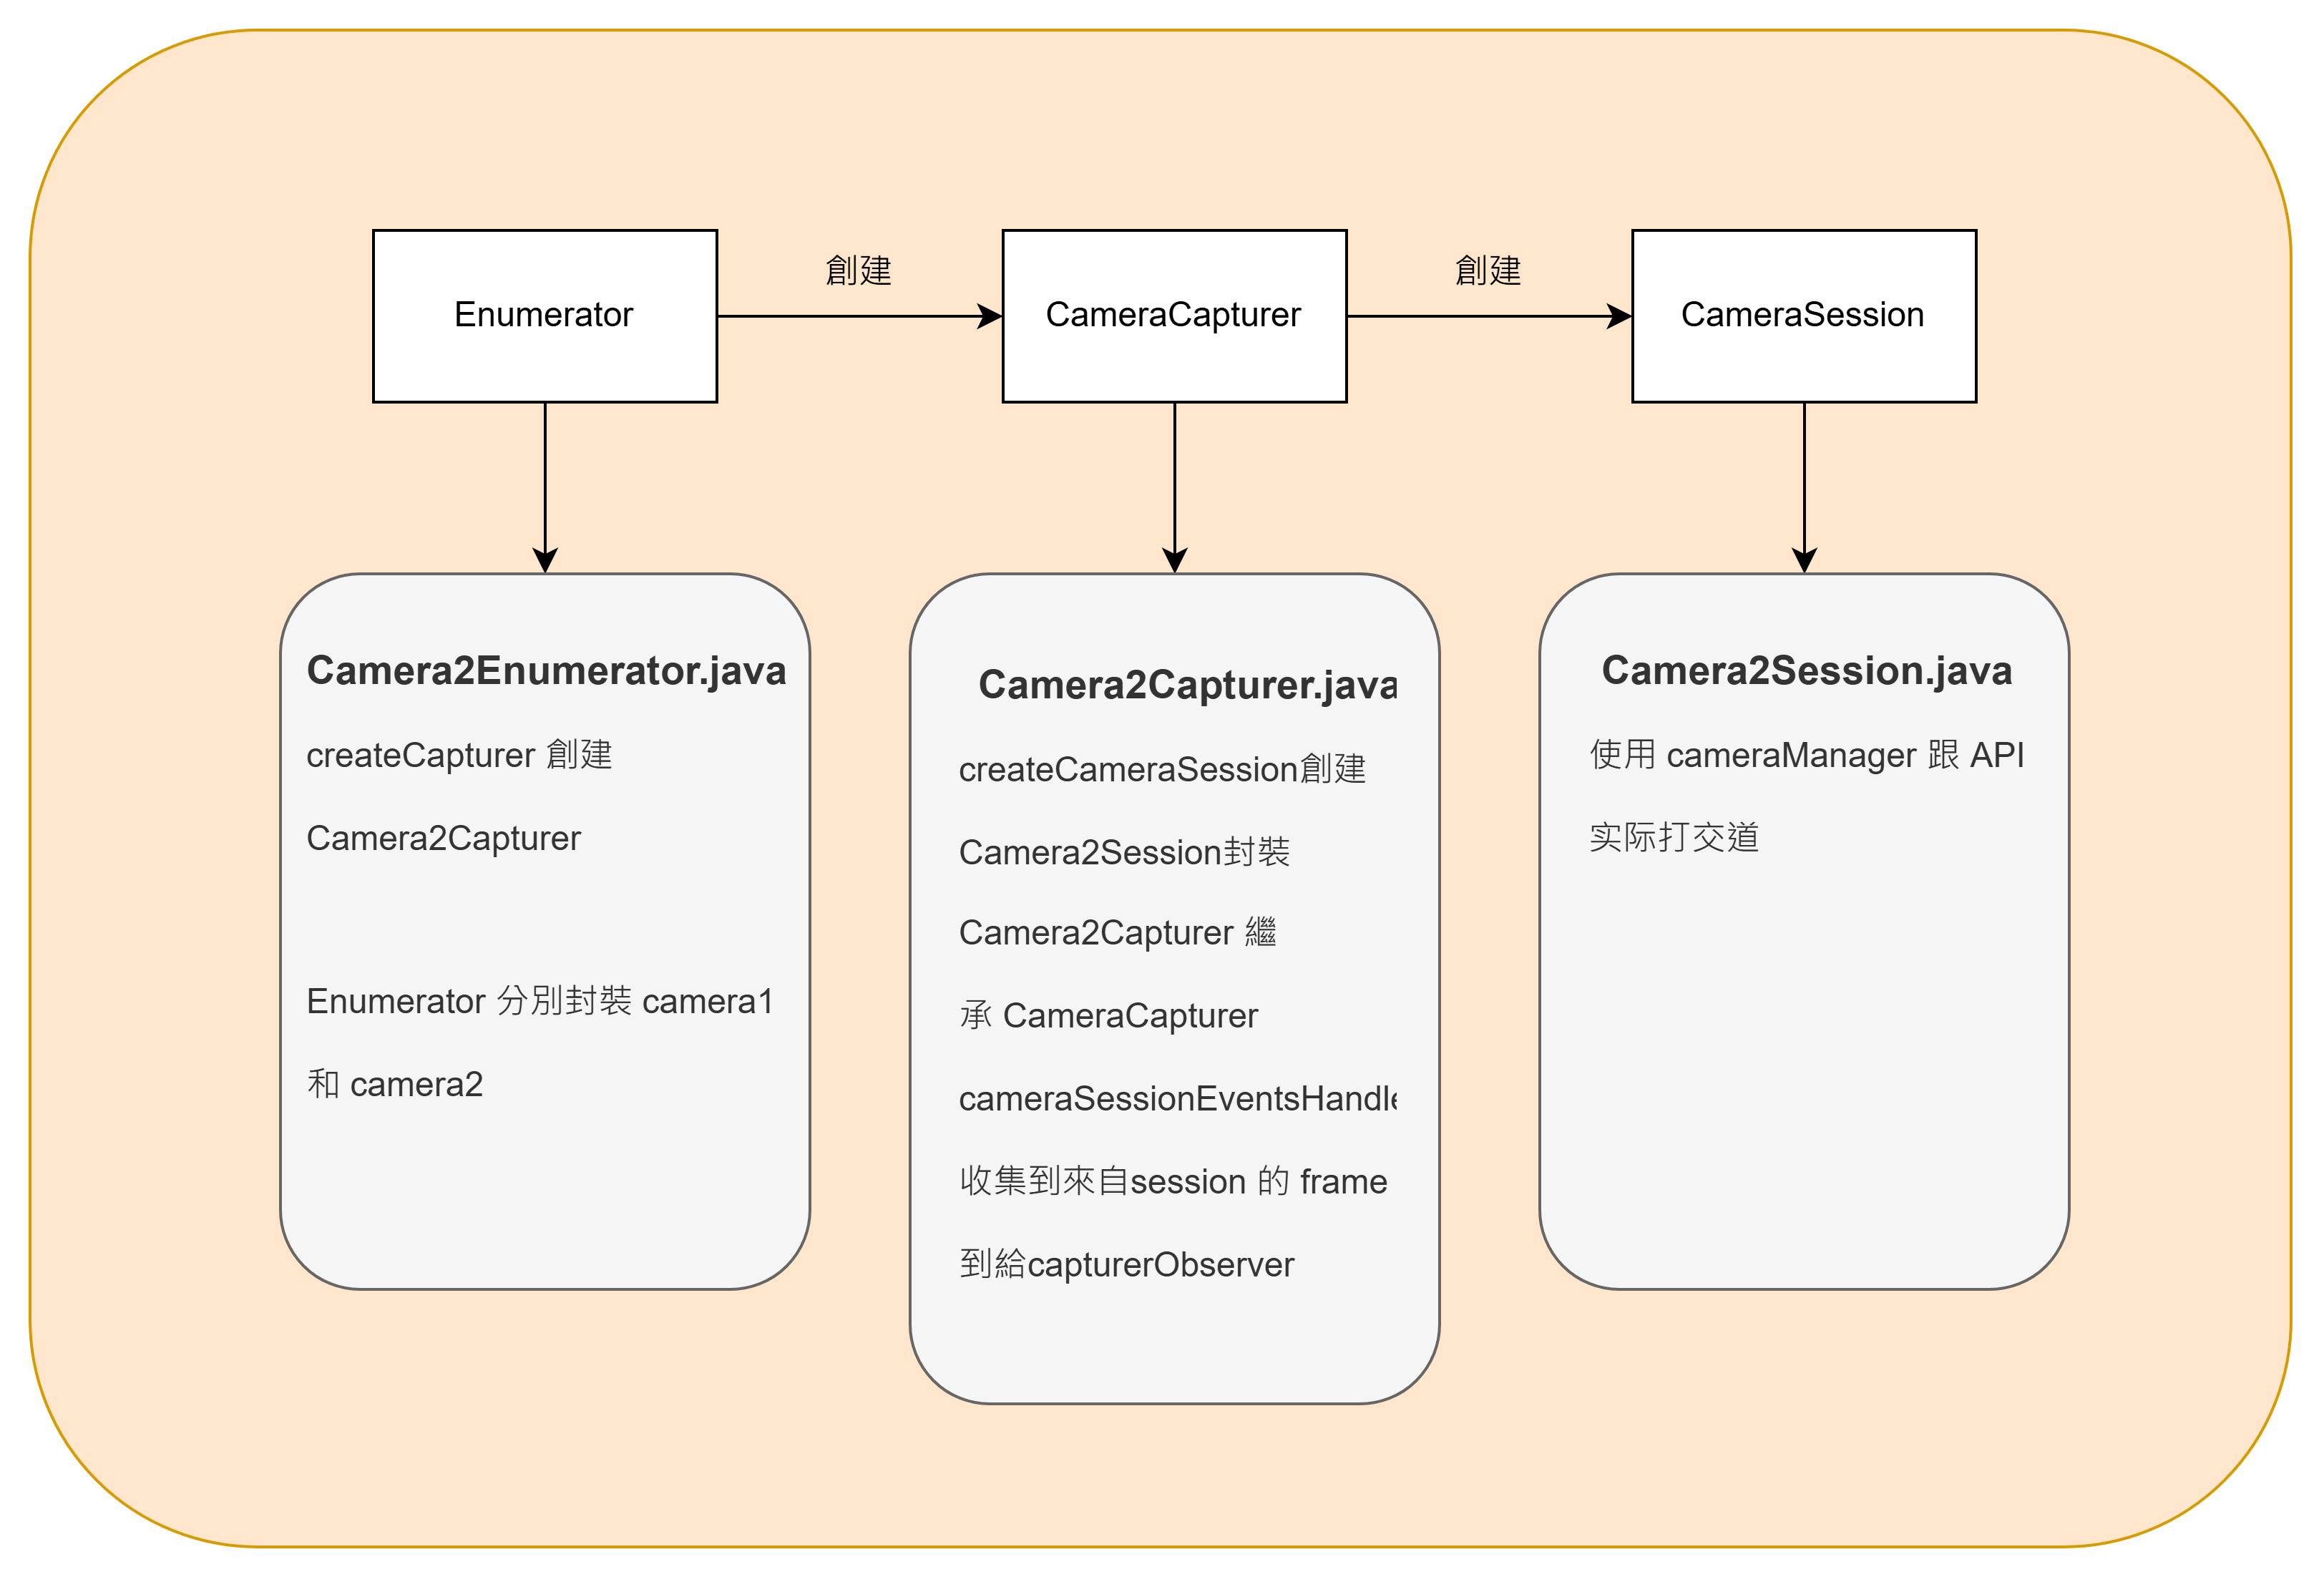 創建
創建
Enumerator
CameraCapturer
CameraSession
Camera2Enumerator.java
createCapturer 創建
Camera2Capturer
Enumerator 分別封裝 camera1
和 camera2
Camera2Capturer.java
createCameraSession創建
Camera2Session封裝
Camera2Capturer 繼
承 CameraCapturer
cameraSessionEventsHandle
收集到來自session 的 frame
到給capturerObserver
Camera2Session.java
使用 cameraManager 跟 API
实际打交道